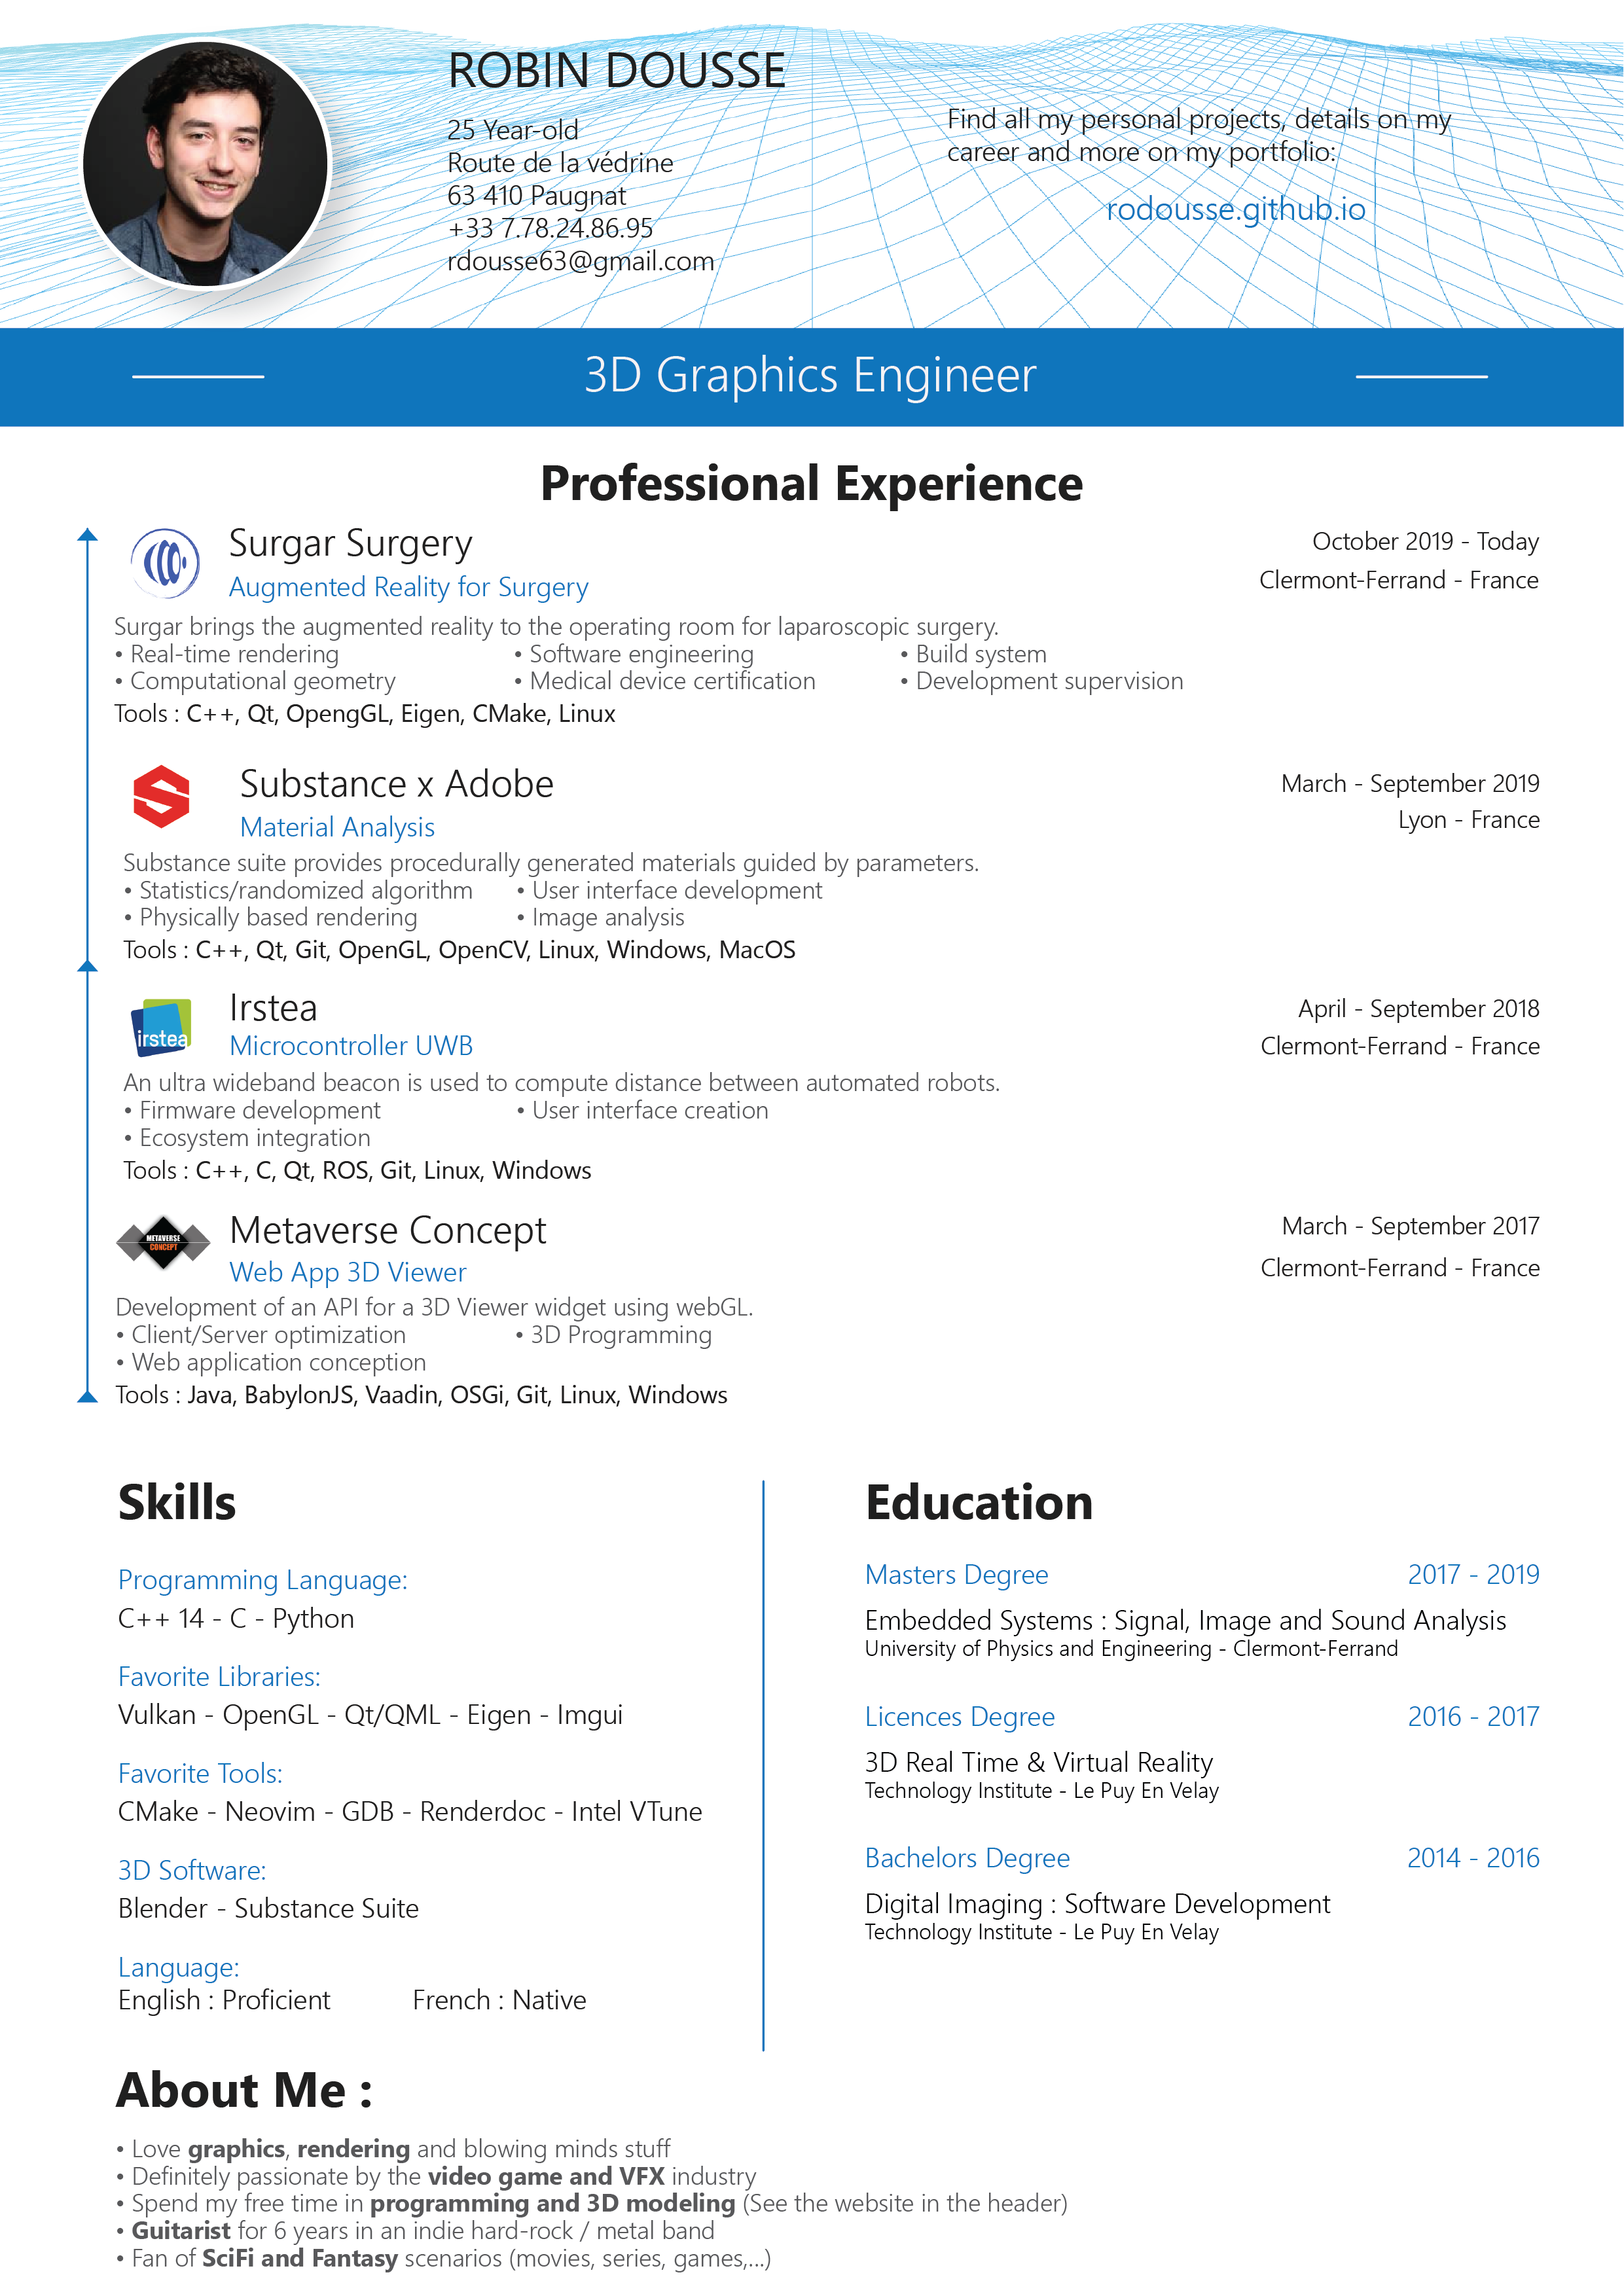 ROBIN DOUSSE
25 Year-old
Route de la védrine
63 410 Paugnat
+33 7.78.24.86.95
rdousse63@gmail.com
Find all my personal projects, details on my
career and more on my portfolio:
rodousse.github.io
3D Graphics Engineer
Professional Experience
Surgar Surgery
October 2019 - Today
Augmented Reality for Surgery
Clermont-Ferrand - France
Surgar brings the augmented reality to the operating room for laparoscopic surgery.
• Real-time rendering • Software engineering • Build system
• Computational geometry • Medical device certification • Development supervision
Tools : C++, Qt, OpengGL, Eigen, CMake, Linux
Substance x Adobe
March - September 2019
Material Analysis
Lyon - France
Substance suite provides procedurally generated materials guided by parameters.
• Statistics/randomized algorithm • User interface development
• Physically based rendering • Image analysis
Tools : C++, Qt, Git, OpenGL, OpenCV, Linux, Windows, MacOS
irstea
Irstea
April - September 2018
Microcontroller UWB
Clermont-Ferrand - France
An ultra wideband beacon is used to compute distance between automated robots.
• Firmware development • User interface creation
• Ecosystem integration
Tools : C++, C, Qt, ROS, Git, Linux, Windows
METAVERSE
CONCEPT
Metaverse Concept
March - September 2017
Web App 3D Viewer
Clermont-Ferrand - France
Development of an API for a 3D Viewer widget using webGL.
• Client/Server optimization • 3D Programming
• Web application conception
Tools : Java, BabylonJS, Vaadin, OSGi, Git, Linux, Windows
Skills
Programming Language:
C++ 14 - C - Python
Favorite Libraries:
Vulkan - OpenGL - Qt/QML - Eigen - Imgui
Favorite Tools:
CMake - Neovim - GDB - Renderdoc - Intel VTune
3D Software:
Blender - Substance Suite
Language:
English : Proficient French : Native
Education
Masters Degree 2017 - 2019
Embedded Systems : Signal, Image and Sound Analysis
University of Physics and Engineering - Clermont-Ferrand
Licences Degree 2016 - 2017
3D Real Time & Virtual Reality
Technology Institute - Le Puy En Velay
Bachelors Degree 2014 - 2016
Digital Imaging : Software Development
Technology Institute - Le Puy En Velay
About Me :
• Love graphics, rendering and blowing minds stuff
• Definitely passionate by the video game and VFX industry
• Spend my free time in programming and 3D modeling (See the website in the header)
• Guitarist for 6 years in an indie hard-rock / metal band
• Fan of SciFi and Fantasy scenarios (movies, series, games,...)